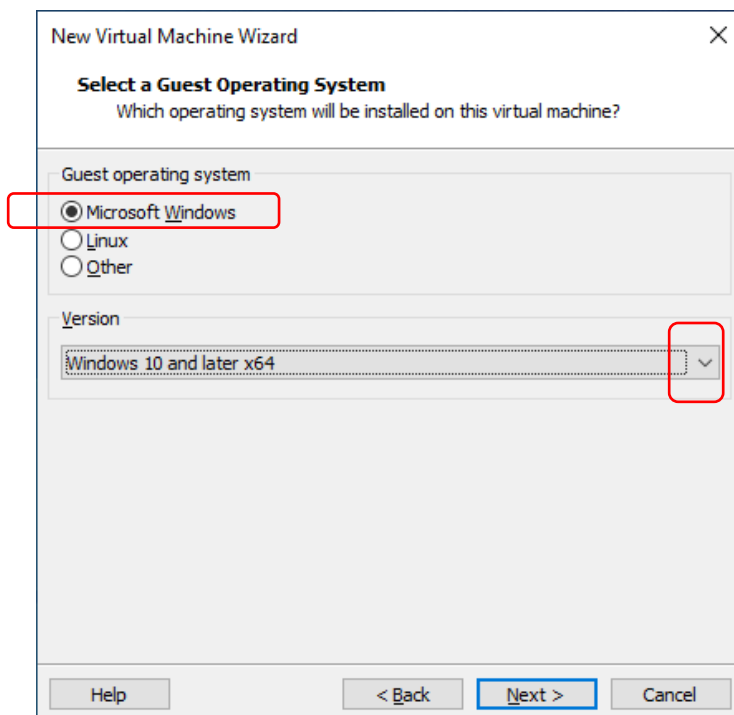 New Virtual Machine Wizard
Select a Guest Operating System
Which operating system will be installed on this virtual machine?
Guest operating system
Microsoft Windows
Linux
Other
Version
Windows 10 and later x64
Help
< Back
Next >
Cancel